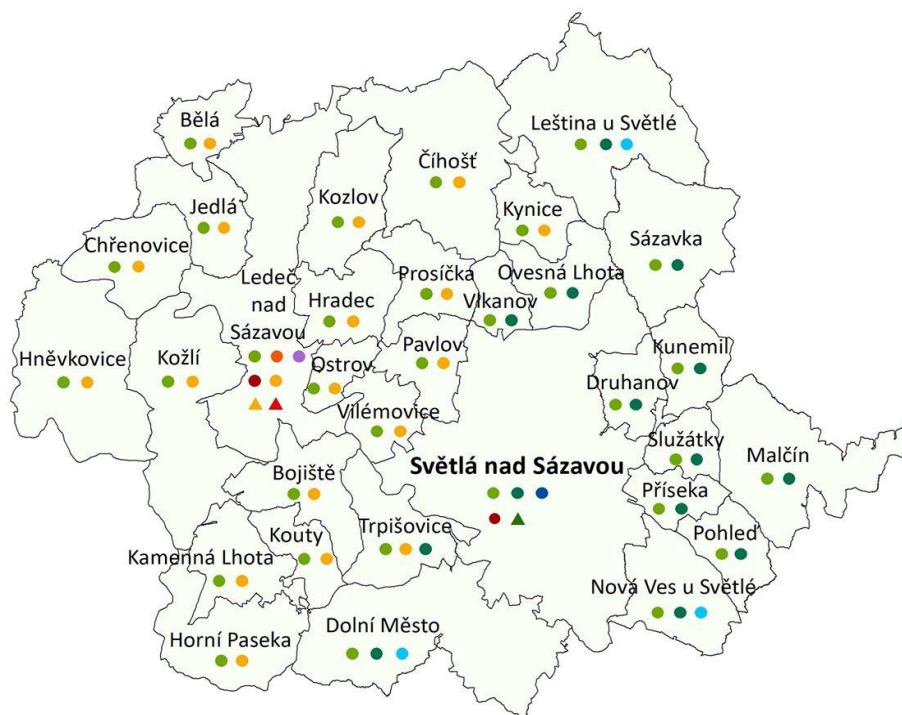 Bělá
Leština u Světlé
Číhošť
Jedlá
Kozlov
Kynice
Chřenovice
Sázavka
Ledeč
nad
Sázavou
Prosíčka
Ovesná Lhota
Hradec
Vlkanov
Hněvkovice
Kožlí
Ostrov
Pavlov
Kunemil
Druhanov
Vilémovice
Služátky
Malčín
Světlá nad Sázavou
Bojiště
Příseka
Trpišovice
Kouty
Pohleď
Kamenná Lhota
Nová Ves u Světlé
Horní Paseka
Dolní Město